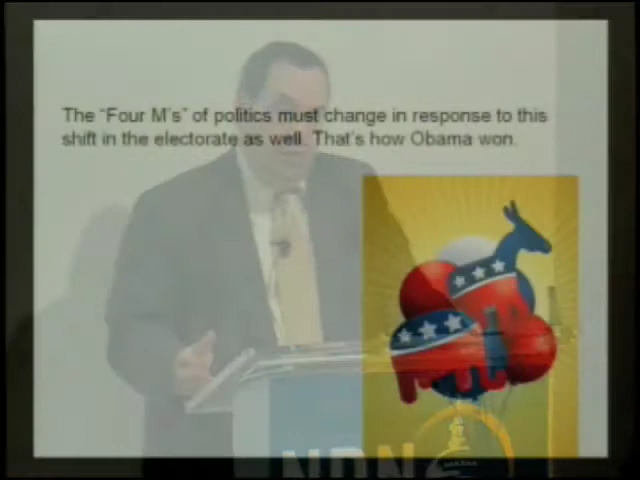 The "Four M's" of politics must change in response to this
shift in the electorate as well. That's how Obama won.
NDN